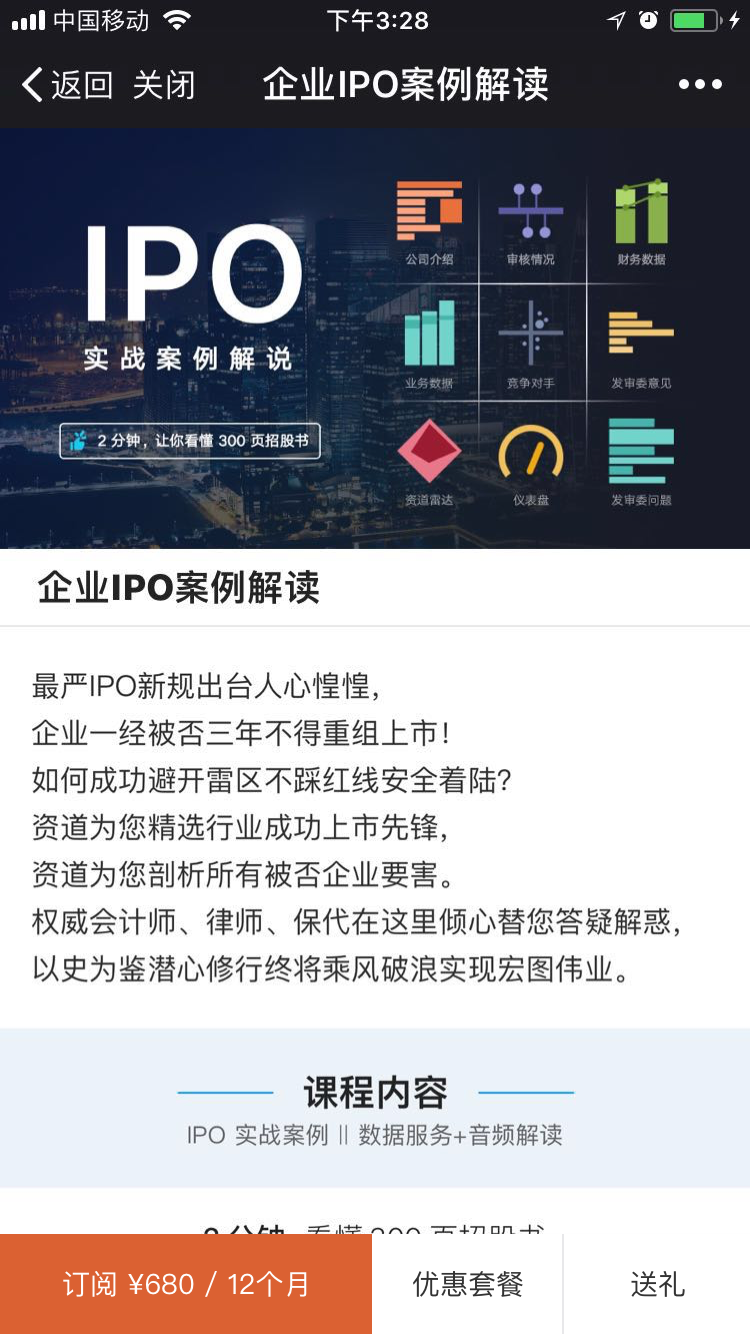 中国移动
下午3:28
返回 关闭
企业IPO案例解读
IPO
实战案例解说
2 分钟，让你看懂 300 页招股书
公司介绍
审核情况
财务数据
业务数据
竞争对手
发审委意见
资道雷达
仪表盘
发审委问题
企业IPO案例解读
最严IPO新规出台人心惶惶，
企业一经被否三年不得重组上市！
如何成功避开雷区不踩红线安全着陆？
资道为您精选行业成功上市先锋，
资道为您剖析所有被否企业要害。
权威会计师、律师、保代在这里倾心替您答疑解惑，
以史为鉴潜心修行终将乘风破浪实现宏图伟业。
课程内容
IPO 实战案例 || 数据服务+音频解读
2 分钟 看懂 300 页招股书
订阅 ¥680 / 12个月
优惠套餐
送礼